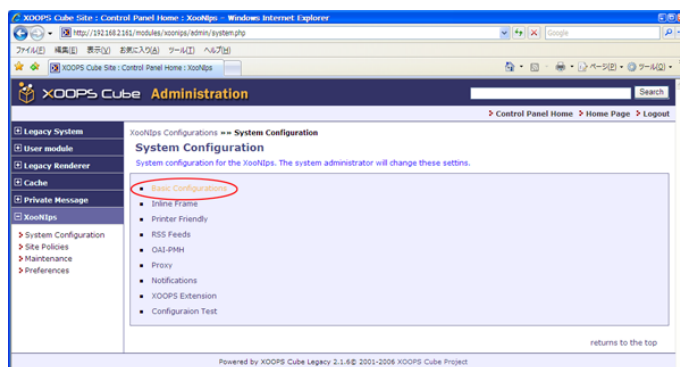 XOOPS Cube Site : Control Panel Home : XooNIps - Windows Internet Explorer
http://192.168.2.161/modules/xoonips/admin/system.php
Google
ファイル(F) 編集(E) 表示(V) お気に入り(A) ツール(T) ヘルプ(H)
XOOPS Cube Site : Control Panel Home : XooNIps
ページ(P) ツール(O)
XOOPS Cube Administration
Search
Control Panel Home Home Page Logout
Legacy System
User module
Legacy Renderer
Cache
Private Message
XooNIps
System Configuration
Site Policies
Maintenance
Preferences
XooNIps Configurations »» System Configuration
System Configuration
System configuration for the XooNIps. The system administrator will change these settins.
Basic Configurations
Inline Frame
Printer Friendly
RSS Feeds
OAI-PMH
Proxy
Notifications
XOOPS Extension
Configuraion Test
returns to the top
Powered by XOOPS Cube Legacy 2.1.6© 2001-2006 XOOPS Cube Project